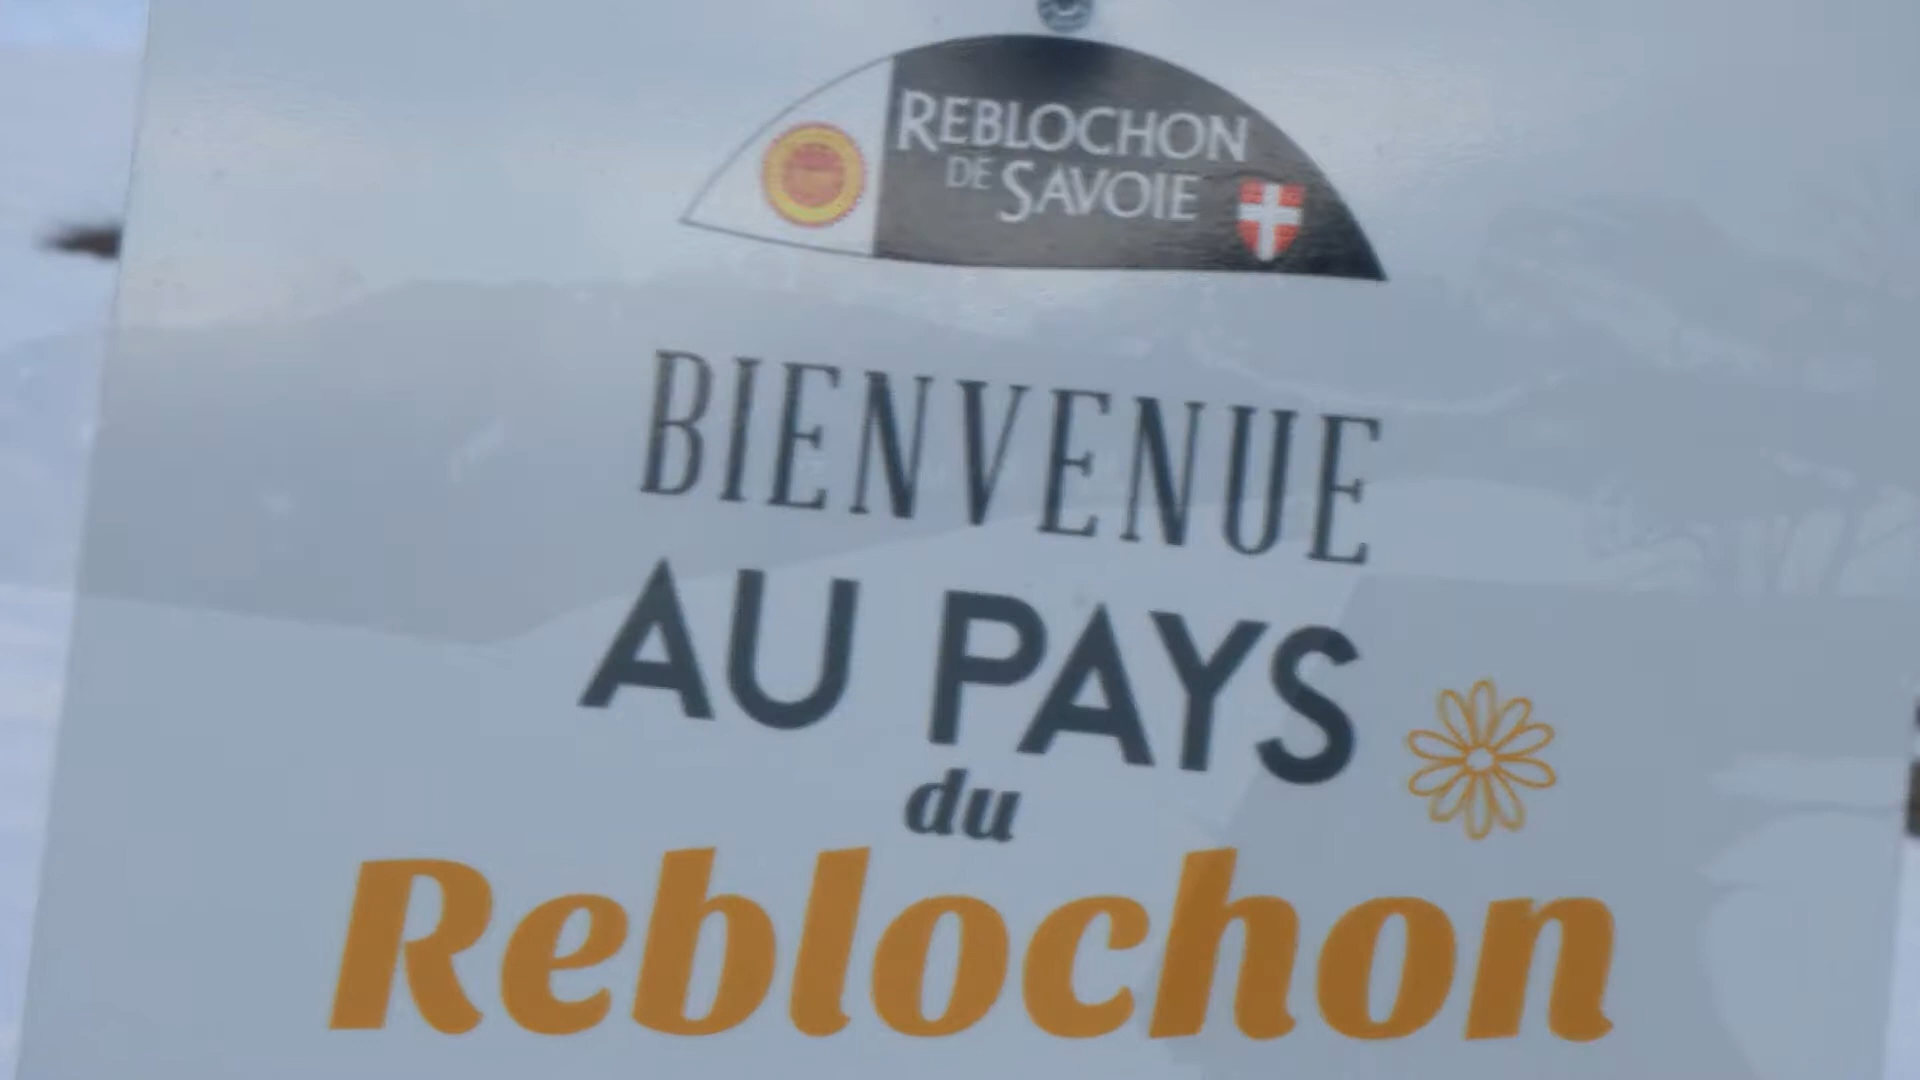 REBLOCHON
DE SAVOIE
BIENVENUE
AU PAYS
du
Reblochon